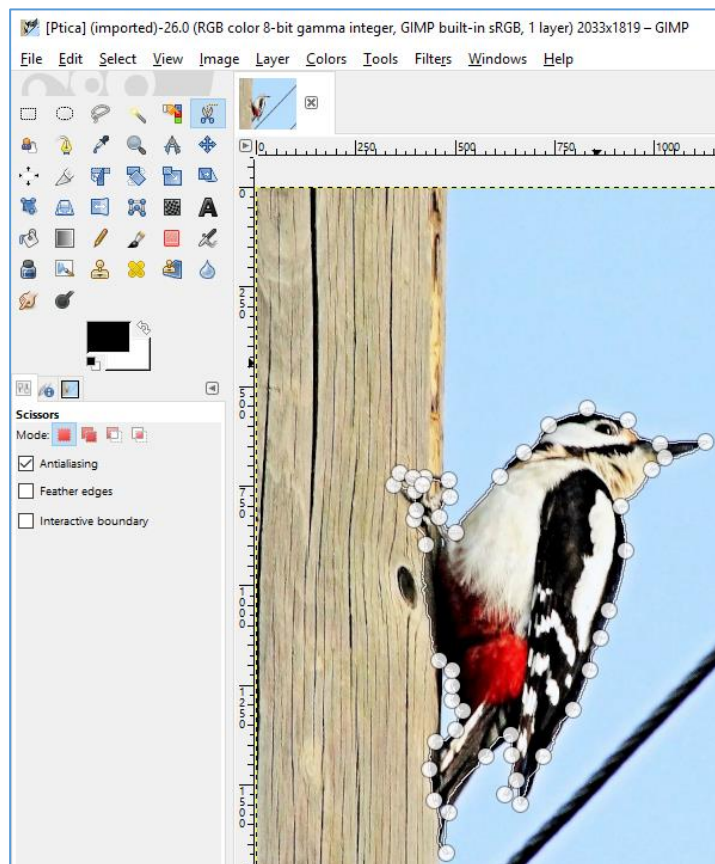 [Ptica] (imported)-26.0 (RGB color 8-bit gamma integer, GIMP built-in sRGB, 1 layer) 2033x1819 – GIMP
File Edit Select View Image Layer Colors Tools Filters Windows Help
0 250 500 750 1000
0
250
500
750
1000
1250
1500
Scissors
Mode:
Antialiasing
Feather edges
Interactive boundary